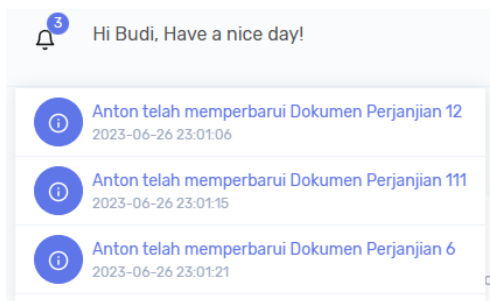 3
Hi Budi, Have a nice day!
Anton telah memperbarui Dokumen Perjanjian 12
2023-06-26 23:01:06
Anton telah memperbarui Dokumen Perjanjian 111
2023-06-26 23:01:15
Anton telah memperbarui Dokumen Perjanjian 6
2023-06-26 23:01:21